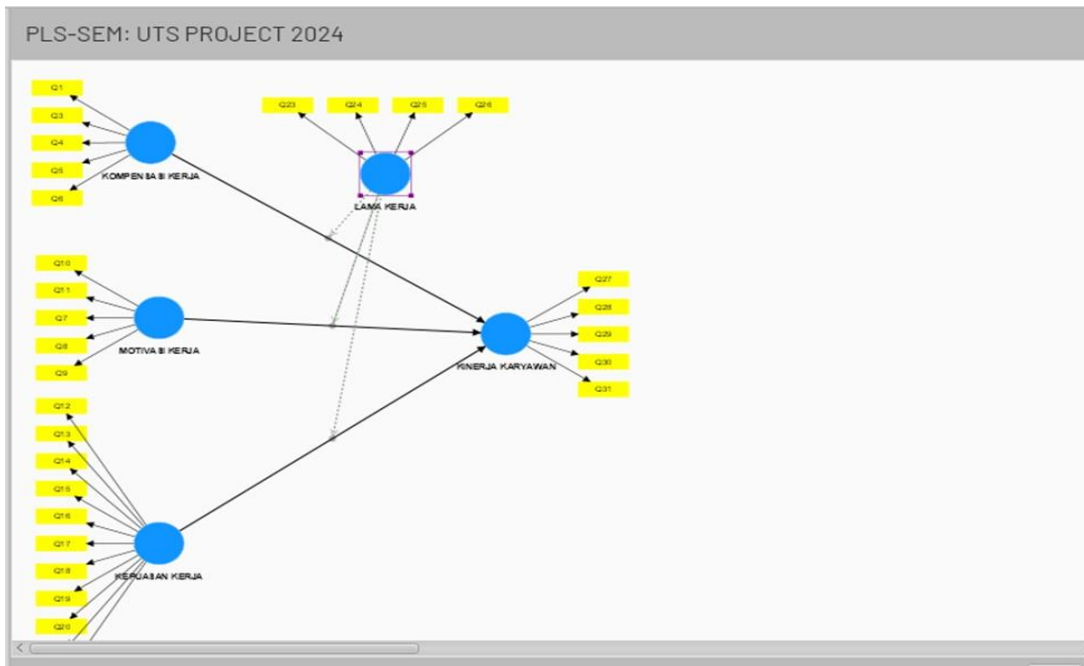 PLS-SEM: UTS PROJECT 2024
Q1
Q3
Q4
Q5
Q6
KOMPENSASI KERJA
Q23 Q24 Q25 Q26
LAMA KERJA
Q10
Q11
Q7
Q8
Q9
MOTIVASI KERJA
Q27
Q28
Q29
Q30
Q31
KINERJA KARYAWAN
Q12
Q13
Q14
Q15
Q16
Q17
Q18
Q19
Q20
KEPUASAN KERJA